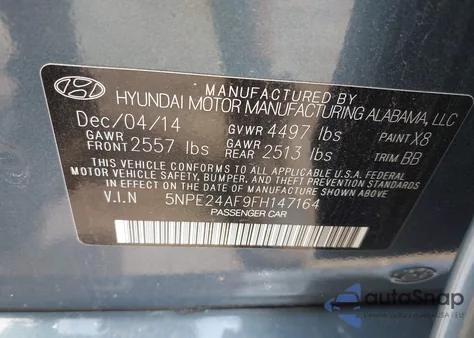 MANUFACTURED BY
HYUNDAI MOTOR MANUFACTURING ALABAMA, LLC
Dec/04/14 GVWR 4497 lbs PAINT X8
GAWR FRONT 2557 lbs GAWR REAR 2513 lbs TRIM BB
THIS VEHICLE CONFORMS TO ALL APPLICABLE U.S.A. FEDERAL
MOTOR VEHICLE SAFETY, BUMPER, AND THEFT PREVENTION
STANDARDS IN EFFECT ON THE DATE OF MANUFACTURE SHOWN ABOVE.
V.I.N 5NPE24AF9FH147164
PASSENGER CAR
autoSnap